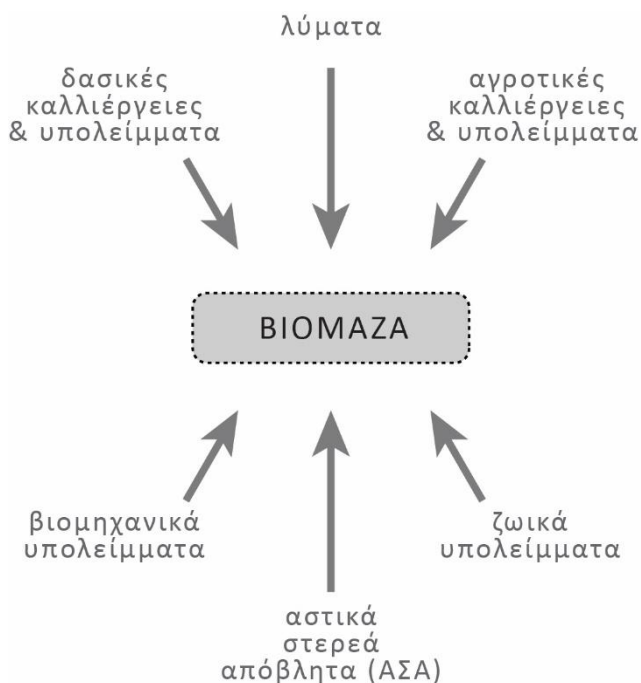 λύματα
δασικές
καλλιέργειες
& υπολείμματα
αγροτικές
καλλιέργειες
& υπολείμματα
ΒΙΟΜΑΖΑ
βιομηχανικά
υπολείμματα
ζωικά
υπολείμματα
αστικά
στερεά
απόβλητα (ΑΣΑ)